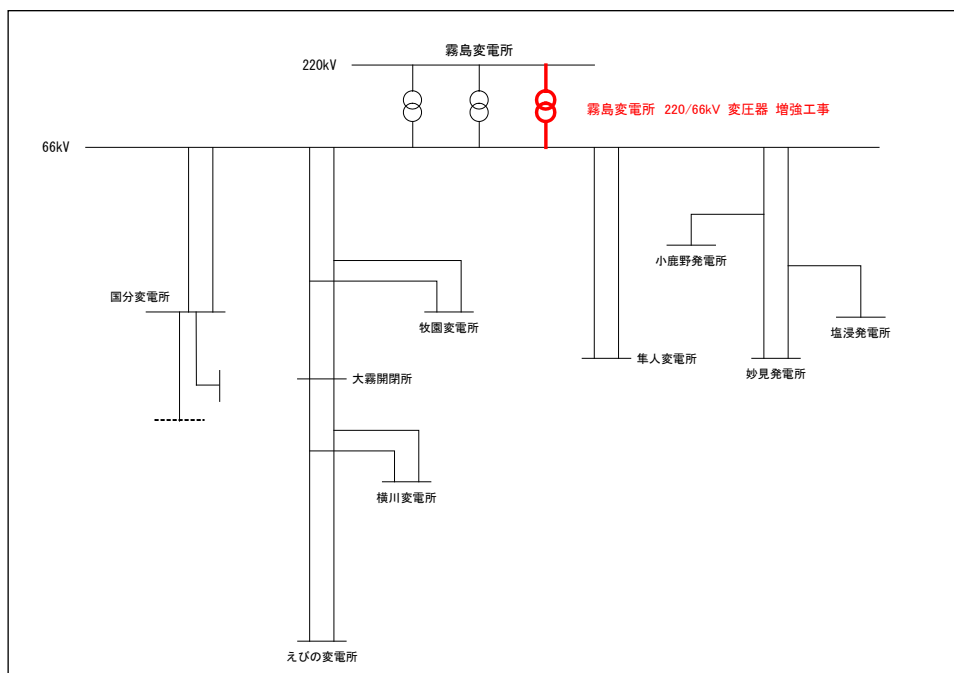 霧島変電所
220kV
霧島変電所 220/66kV 変圧器 増強工事
66kV
小鹿野発電所
国分変電所
牧園変電所
塩浸発電所
隼人変電所
妙見発電所
大霧開閉所
横川変電所
えびの変電所